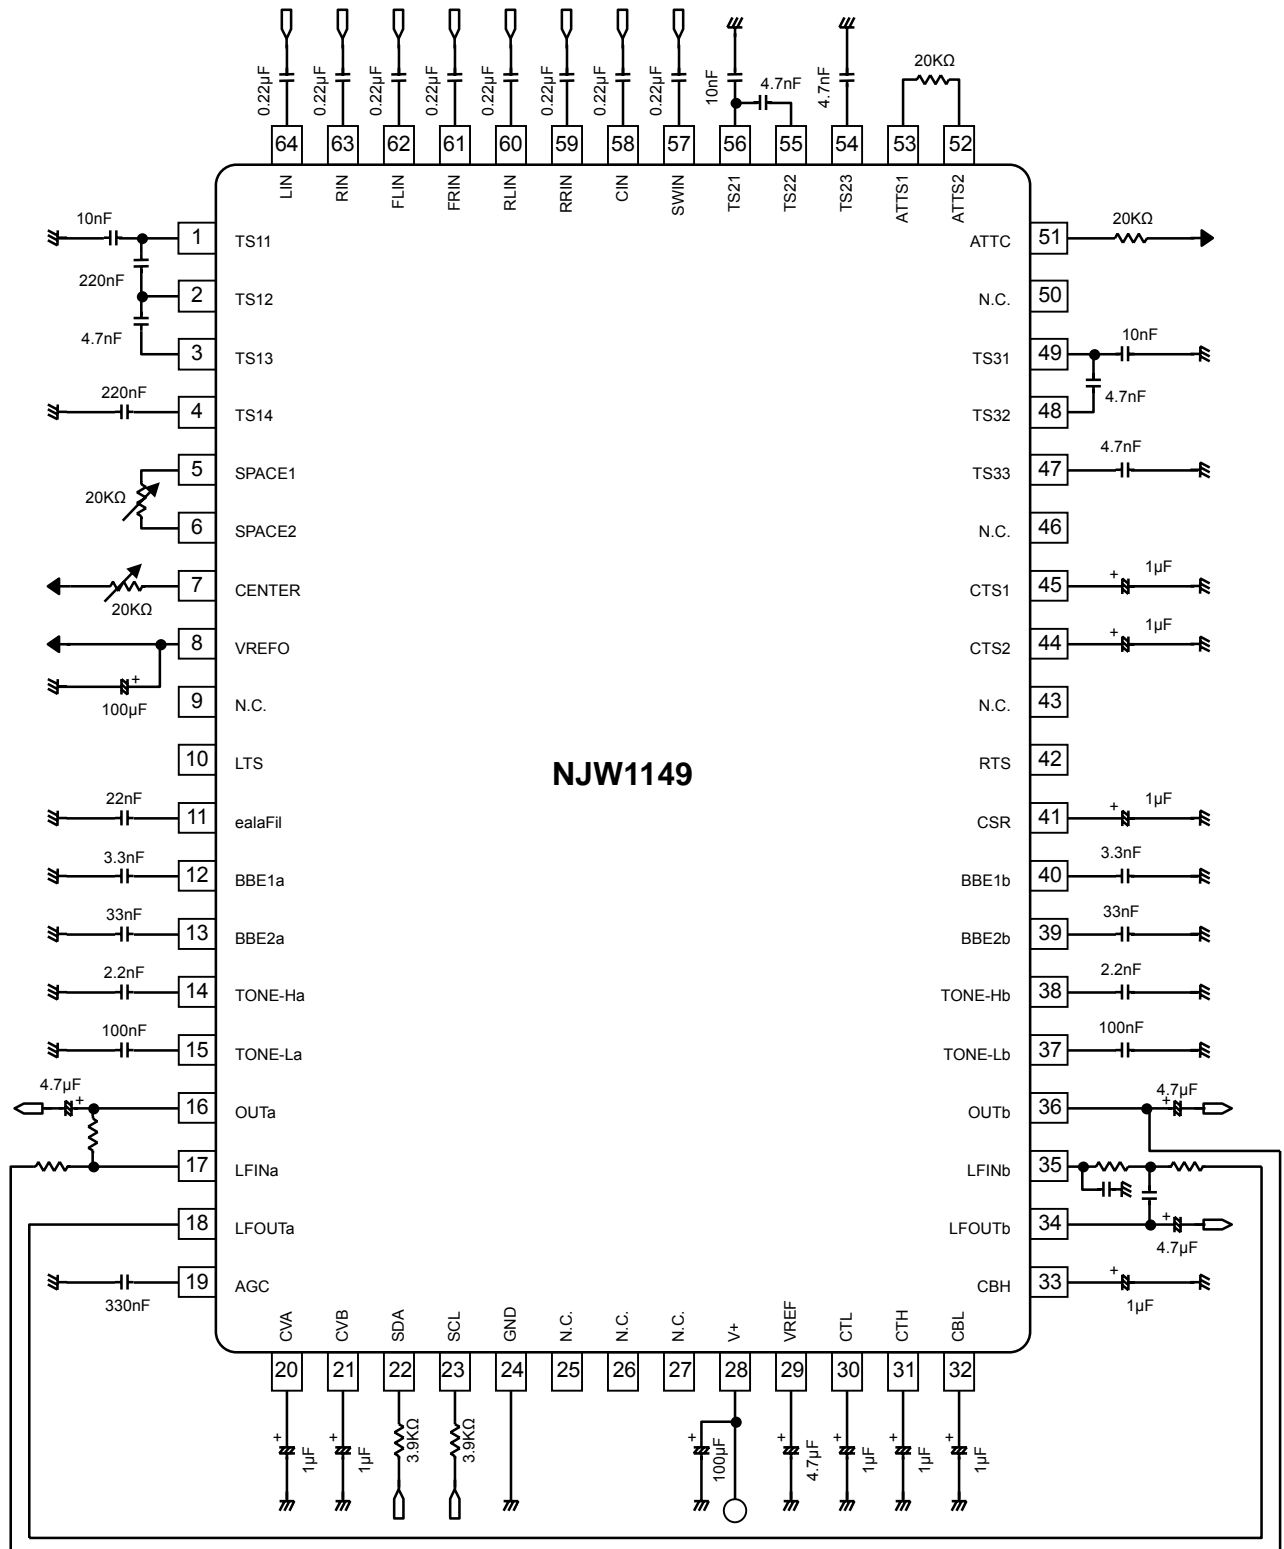 0.22µF
0.22µF
0.22µF
0.22µF
0.22µF
0.22µF
0.22µF
0.22µF
10nF
4.7nF
4.7nF
20KΩ
64 63 62 61 60 59 58 57 56 55 54 53 52
LIN RIN FLIN FRIN RLIN RRIN CIN SWIN TS21 TS22 TS23 ATTS1 ATTS2
10nF
1 TS11
220nF
2 TS12
4.7nF
3 TS13
220nF
4 TS14
5 SPACE1
20KΩ
6 SPACE2
7 CENTER
20KΩ
8 VREFO
+
100µF
9 N.C.
10 LTS
22nF
11 ealaFil
3.3nF
12 BBE1a
33nF
13 BBE2a
2.2nF
14 TONE-Ha
100nF
15 TONE-La
4.7µF
+
16 OUTa
17 LFINa
18 LFOUTa
19 AGC
330nF
NJW1149
20KΩ
ATTC 51
N.C. 50
10nF
TS31 49
4.7nF
TS32 48
4.7nF
TS33 47
N.C. 46
+ 1µF
CTS1 45
+ 1µF
CTS2 44
N.C. 43
RTS 42
+ 1µF
CSR 41
3.3nF
BBE1b 40
33nF
BBE2b 39
2.2nF
TONE-Hb 38
100nF
TONE-Lb 37
4.7µF
+
OUTb 36
LFINb 35
+
LFOUTb 34
4.7µF
+
CBH 33
1µF
CVA CVB SDA SCL GND N.C. N.C. N.C. V+ VREF CTL CTH CBL
20 21 22 23 24 25 26 27 28 29 30 31 32
+ 1µF
+ 1µF
3.9KΩ
3.9KΩ
+ 100µF
+ 4.7µF
+ 1µF
+ 1µF
+ 1µF